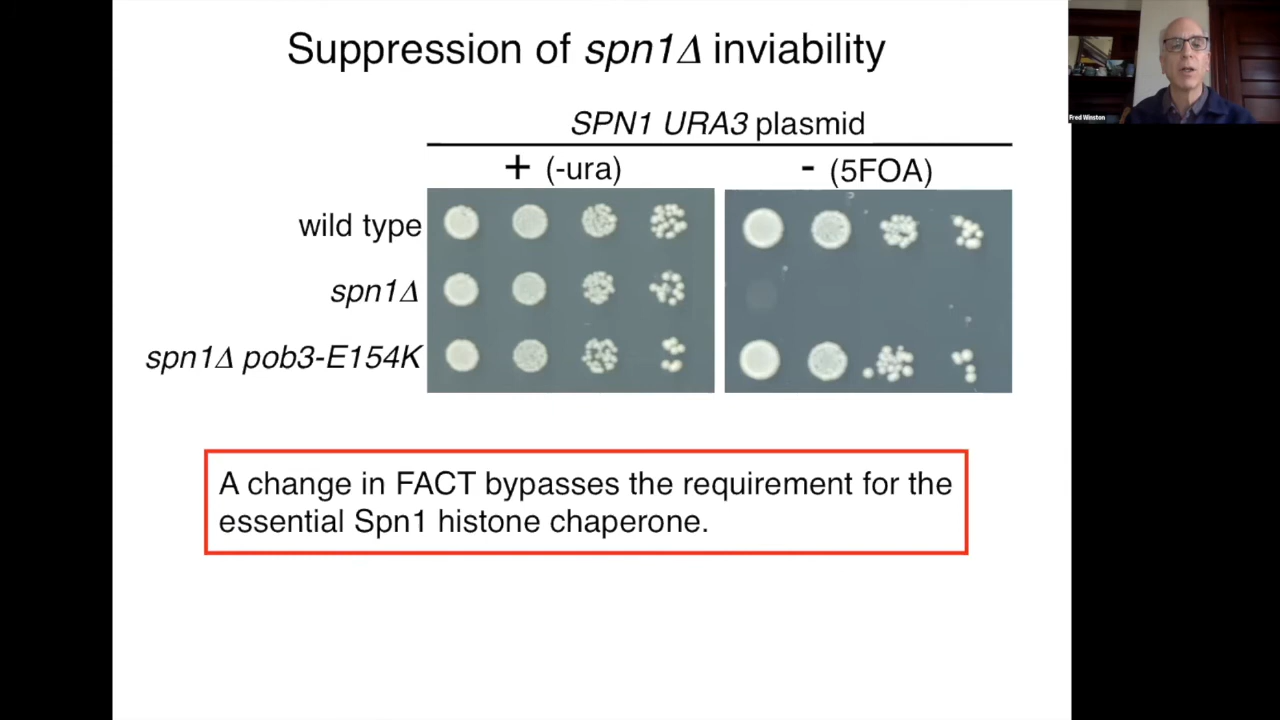 Suppression of spn1Δ inviability
Fred Winston
SPN1 URA3 plasmid
+ (-ura)
- (5FOA)
wild type
spn1Δ
spn1Δ pob3-E154K
A change in FACT bypasses the requirement for the
essential Spn1 histone chaperone.